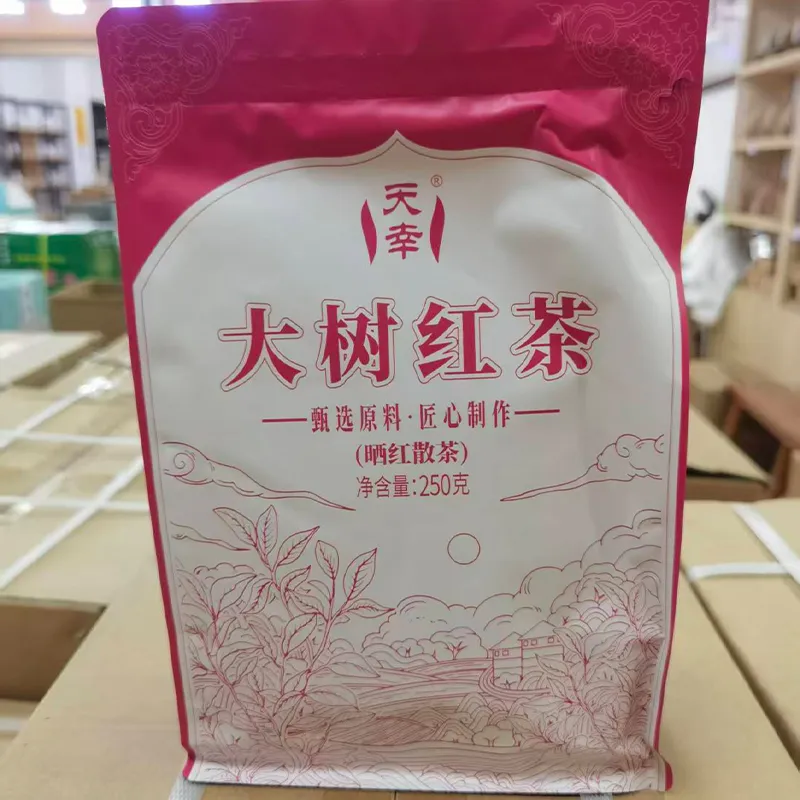 天幸®
大树红茶
甄选原料·匠心制作
(晒红散茶)
净含量:250克